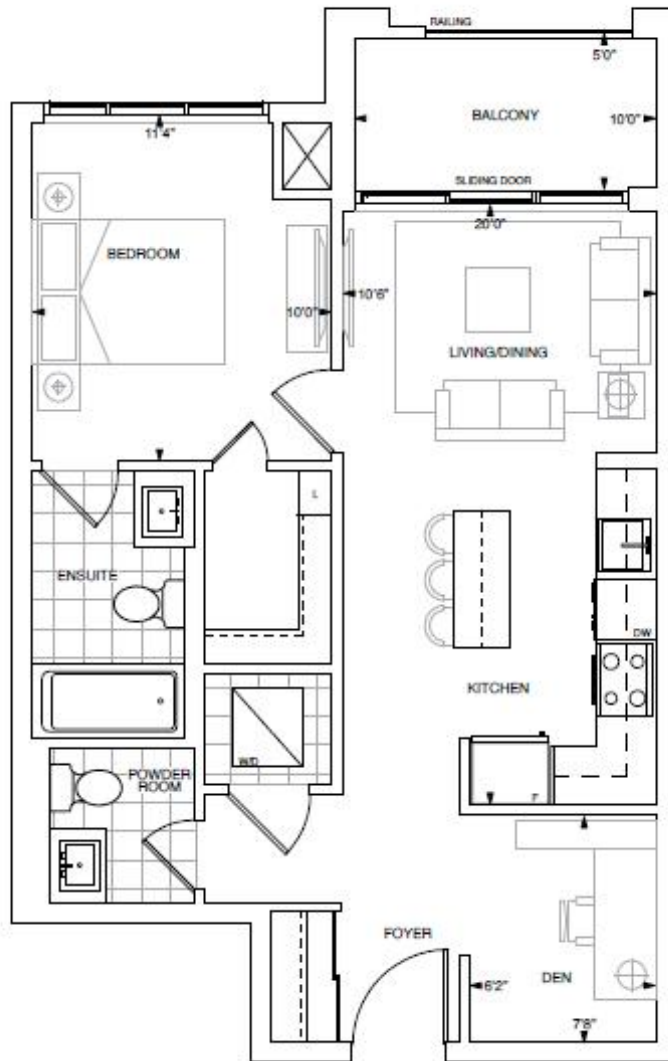 RAILING
5'0"
BALCONY
10'0"
SLIDING DOOR
11'4"
20'0"
BEDROOM
10'0"
10'6"
LIVING/DINING
L
ENSUITE
DW
KITCHEN
W/D
F
POWDER
ROOM
FOYER
DEN
6'2"
7'8"